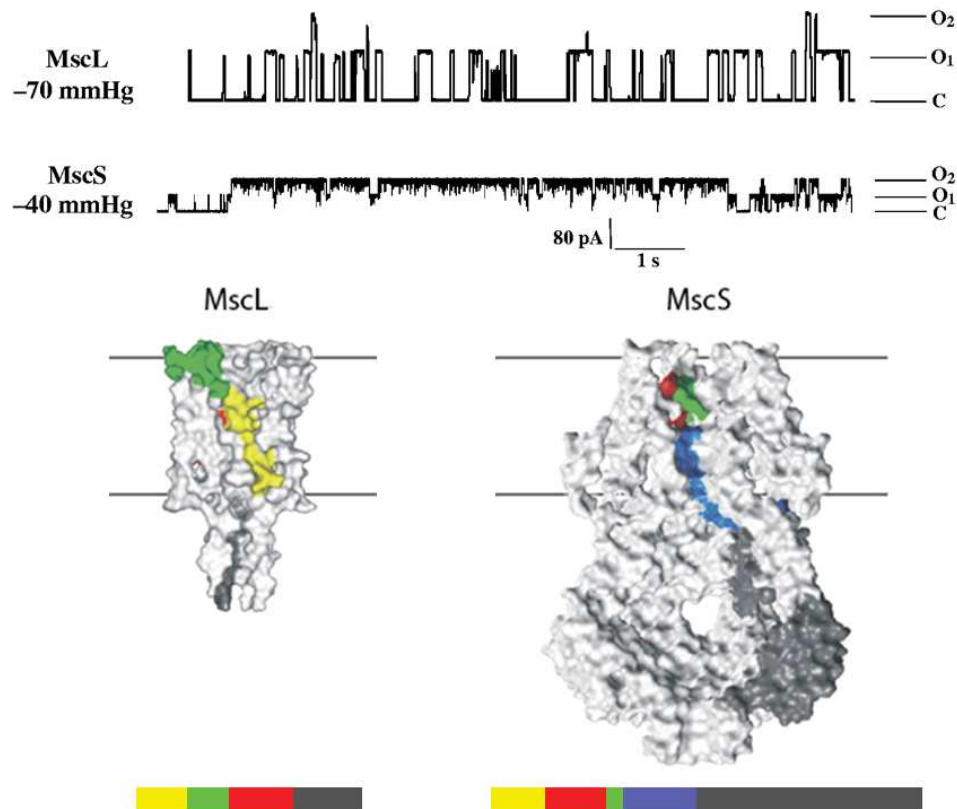 MscL
–70 mmHg
O₂
O₁
C
MscS
–40 mmHg
O₂
O₁
C
80 pA
1 s
MscL
MscS